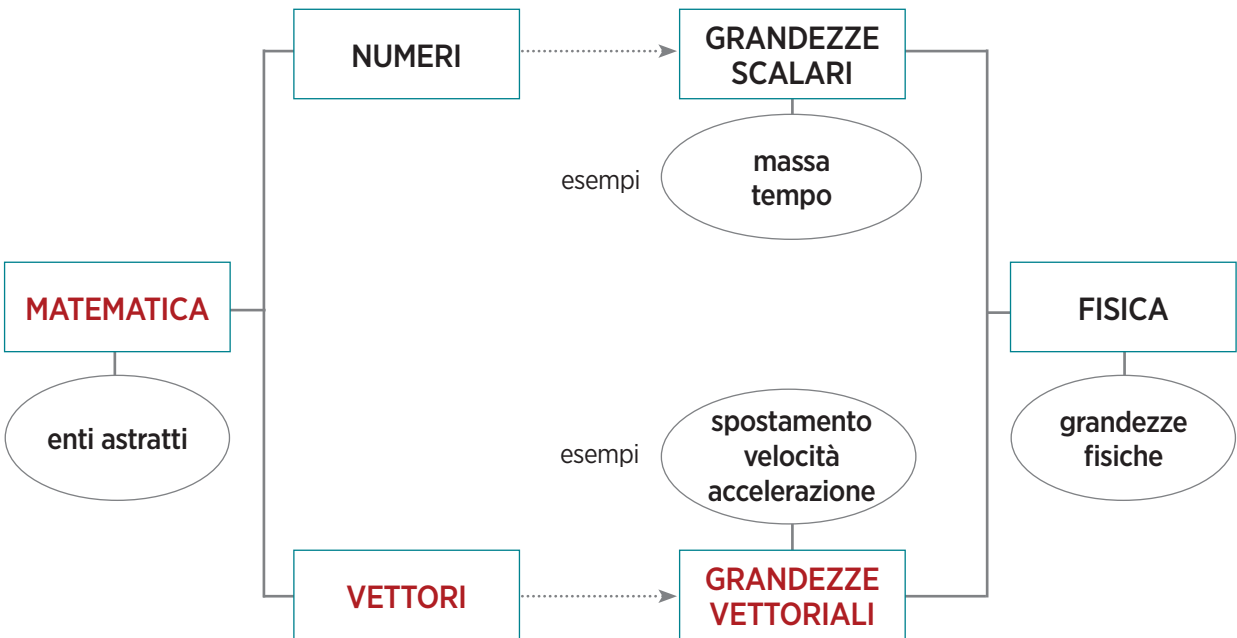 NUMERI
GRANDEZZE
SCALARI
esempi
massa
tempo
MATEMATICA
enti astratti
FISICA
grandezze
fisiche
esempi
spostamento
velocità
accelerazione
VETTORI
GRANDEZZE
VETTORIALI